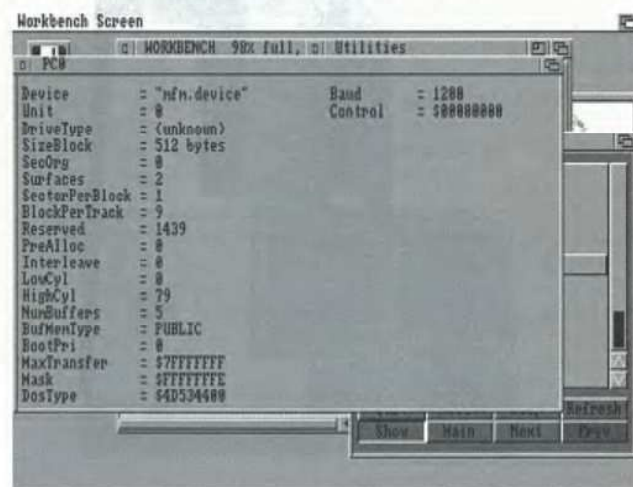 Workbench Screen
WORKBENCH 98% full,
Utilities
PC0
Device = "mfm.device"
Unit = 0
DriveType = (unknown)
SizeBlock = 512 bytes
SecOrg = 0
Surfaces = 2
SectorPerBlock = 1
BlockPerTrack = 9
Reserved = 1439
PreAlloc = 0
Interleave = 0
LowCyl = 0
HighCyl = 79
NumBuffers = 5
BufMemType = PUBLIC
BootPri = 0
MaxTransfer = $7FFFFFFF
Mask = $FFFFFFFE
DosType = $4D534400
Baud = 1200
Control = $00000000
Refresh
Show Main Next Prev